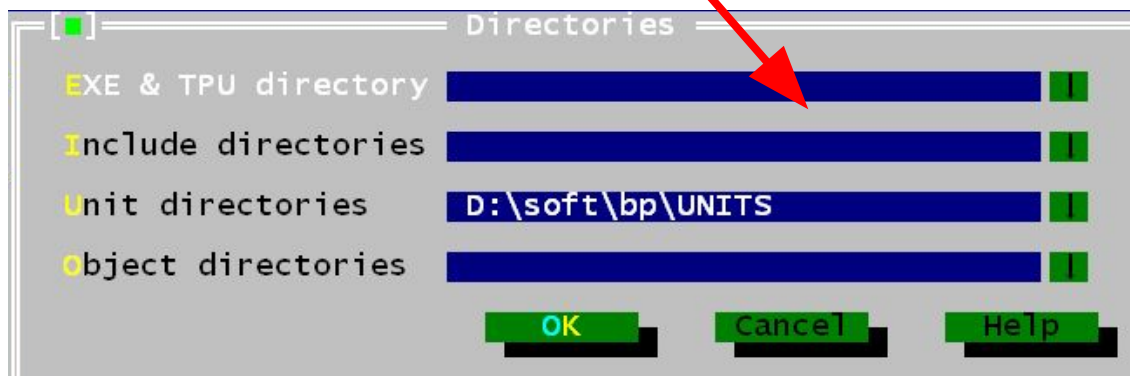 Directories
EXE & TPU directory
Include directories
Unit directories D:\soft\bp\UNITS
Object directories
OK Cancel Help